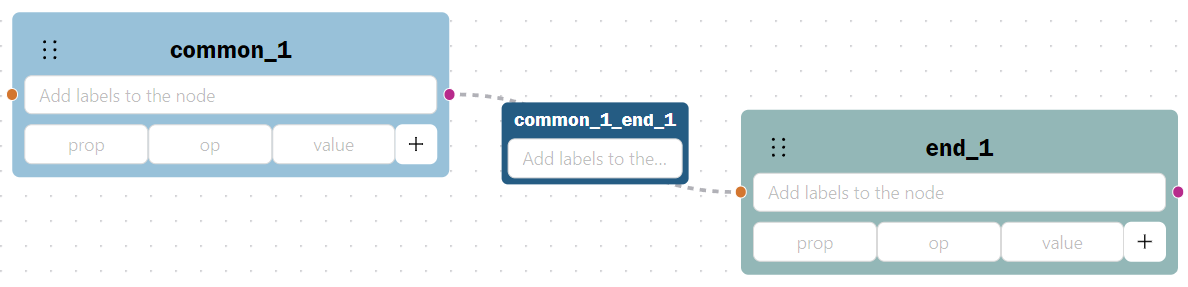 common_1
Add labels to the node
prop op value +
common_1_end_1
Add labels to the...
end_1
Add labels to the node
prop op value +